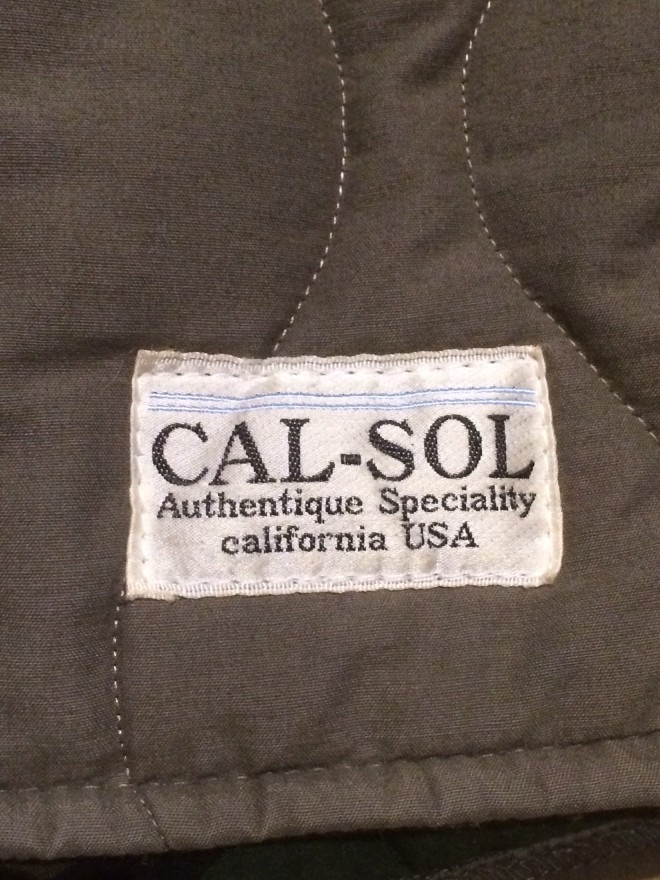 CAL-SOL
Authentique Speciality
california USA